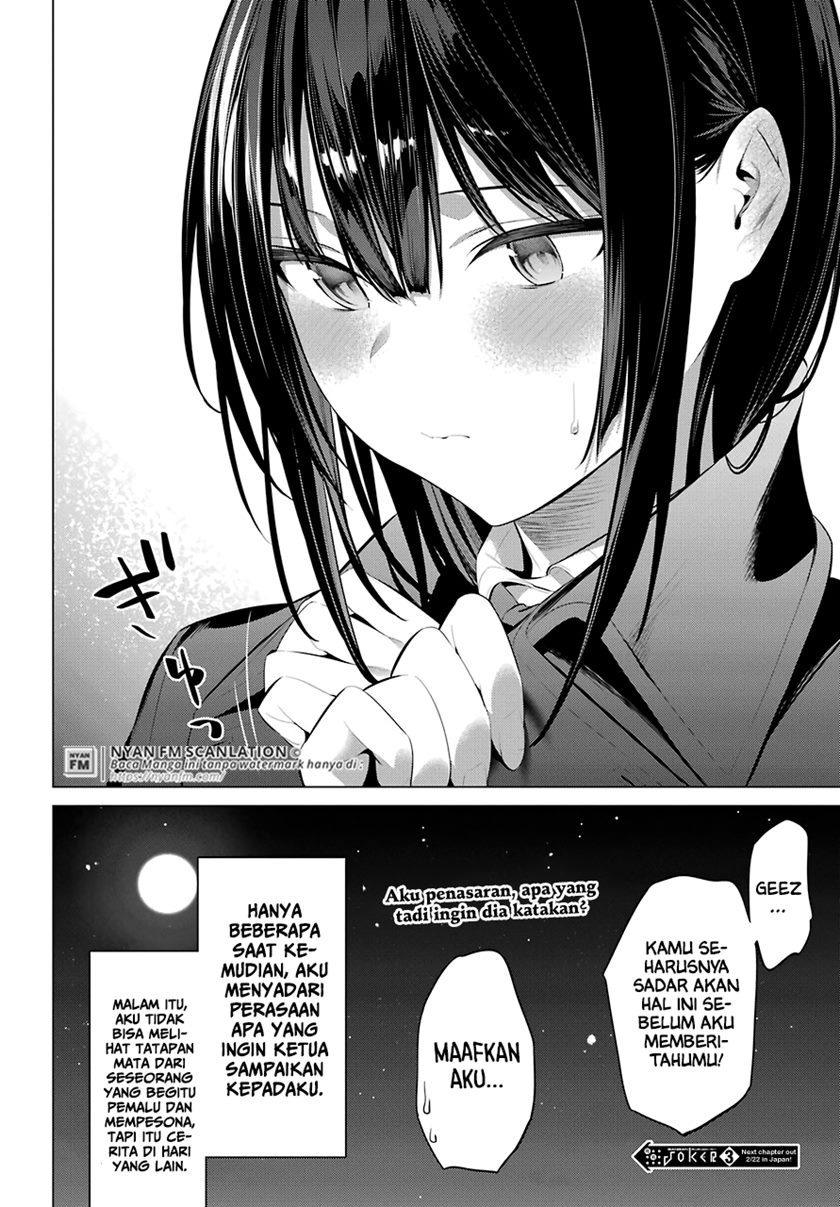 ぎゅっ
NYAN FM
NYAN FM SCANLATION ©
Baca Manga ini tanpa watermark hanya di :
https://nyanfm.com/
GEEZ
...
KAMU SE-
HARUSNYA
SADAR AKAN
HAL INI SE-
BELUM AKU
MEMBERI-
TAHUMU!
Aku penasaran, apa yang
tadi ingin dia katakan?
MAAFKAN
AKU...
HANYA
BEBERAPA
SAAT KE-
MUDIAN, AKU
MENYADARI
PERASAAN
APA YANG
INGIN KETUA
SAMPAIKAN
KEPADAKU.
MALAM ITU,
AKU TIDAK
BISA MELI-
HAT TATAPAN
MATA DARI
SESEORANG
YANG BEGITU
PEMALU DAN
MEMPESONA,
TAPI ITU CE-
RITA DI HARI
YANG LAIN.
JOKER 3
Next chapter out
2/22 in Japan!